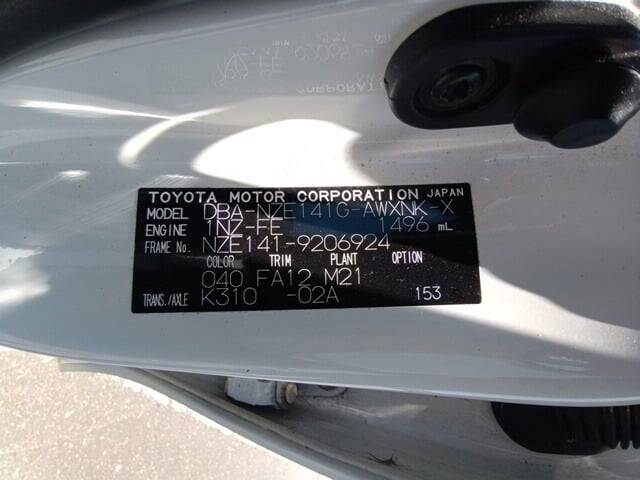 TOYOTA MOTOR CORPORATION JAPAN
MODEL DBA-NZE141G-AWXNK-X
ENGINE 1NZ-FE 1496 mL
FRAME No. NZE141-9206924
COLOR TRIM PLANT OPTION
040 FA12 M21
TRANS./AXLE K310 -02A 153